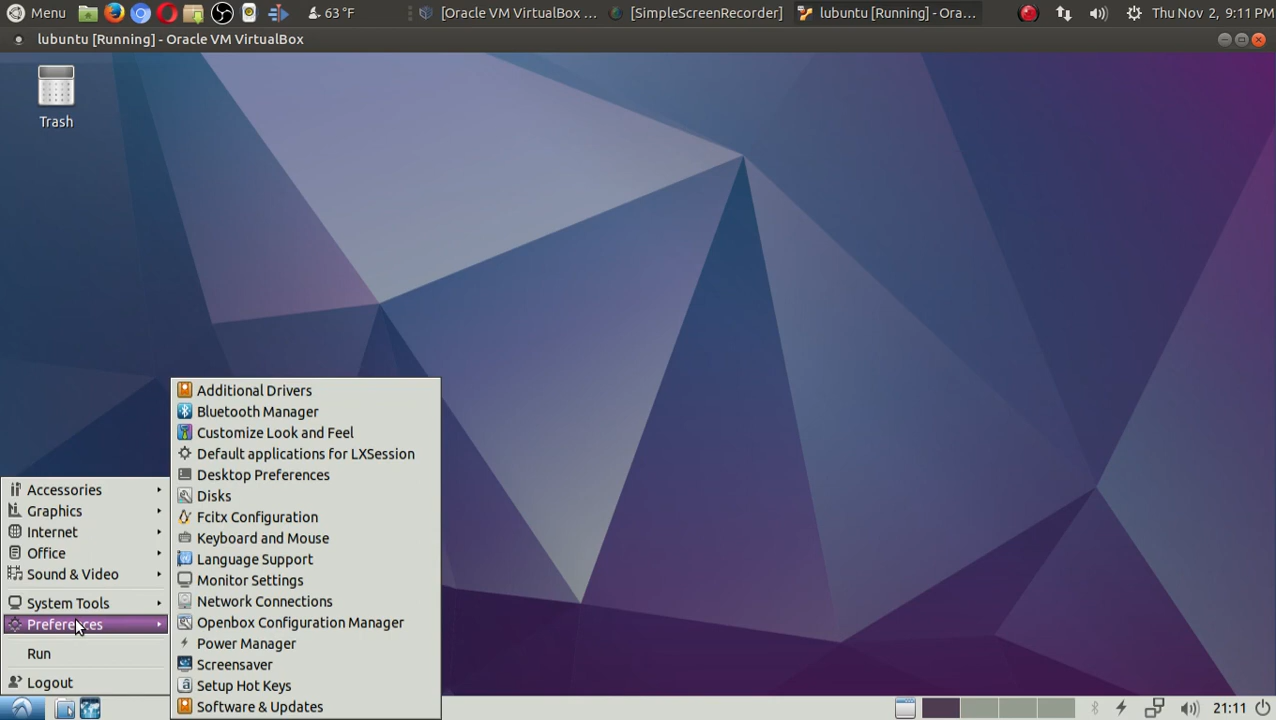 Menu
63 °F
[Oracle VM VirtualBox ...
[SimpleScreenRecorder]
lubuntu [Running] - Ora...
Thu Nov 2, 9:11 PM
lubuntu [Running] - Oracle VM VirtualBox
Trash
Accessories
Graphics
Internet
Office
Sound & Video
System Tools
Preferences
Run
Logout
Additional Drivers
Bluetooth Manager
Customize Look and Feel
Default applications for LXSession
Desktop Preferences
Disks
Fcitx Configuration
Keyboard and Mouse
Language Support
Monitor Settings
Network Connections
Openbox Configuration Manager
Power Manager
Screensaver
Setup Hot Keys
Software & Updates
21:11